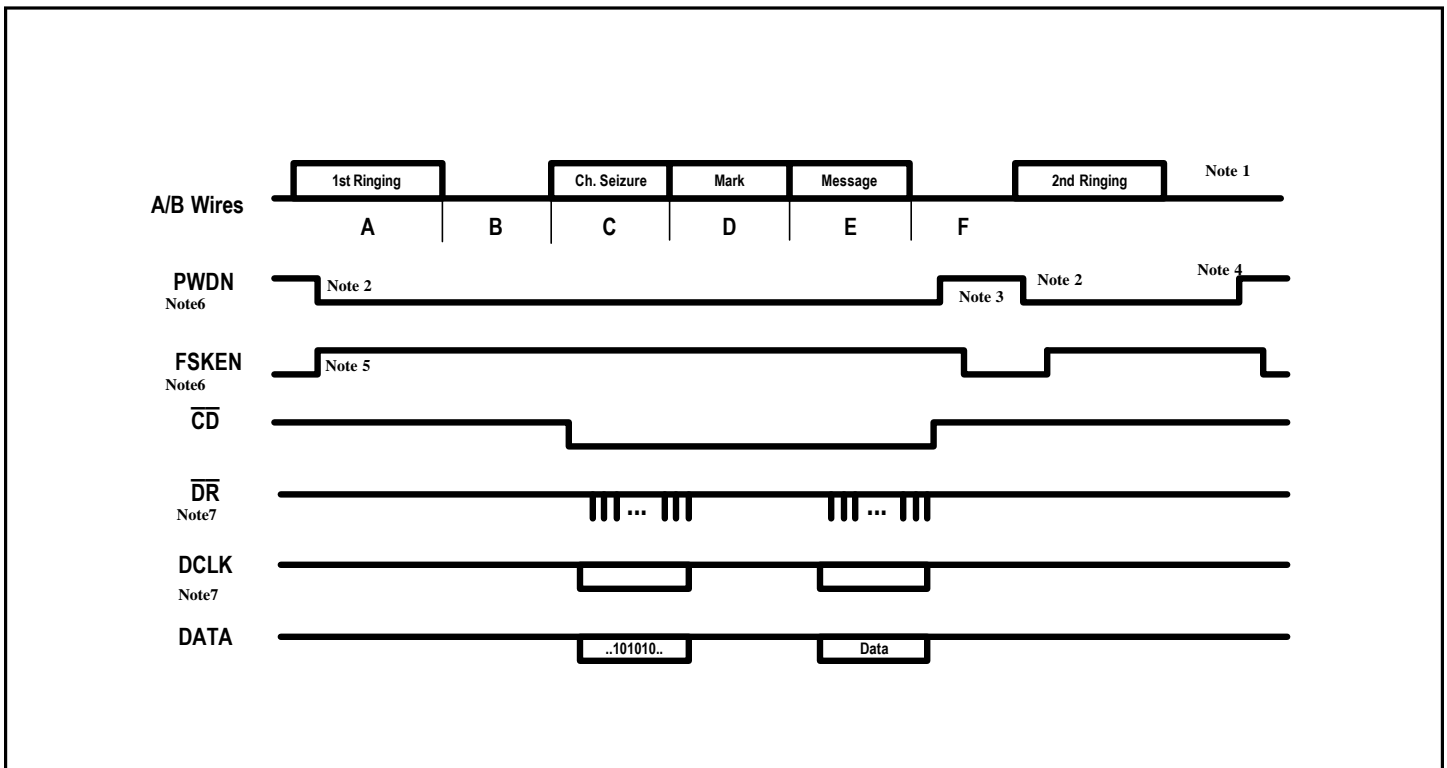 1st Ringing Ch. Seizure Mark Message 2nd Ringing Note 1
A/B Wires
A B C D E F
PWDN Note 2 Note 3 Note 2 Note 4
Note6
FSKEN Note 5
Note6
CD
DR
Note7
... ...
DCLK
Note7
DATA
..101010.. Data